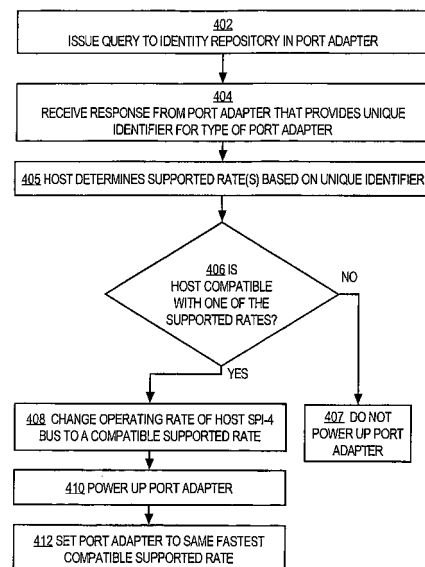 402
ISSUE QUERY TO IDENTITY REPOSITORY IN PORT ADAPTER
404
RECEIVE RESPONSE FROM PORT ADAPTER THAT PROVIDES UNIQUE
IDENTIFIER FOR TYPE OF PORT ADAPTER
405 HOST DETERMINES SUPPORTED RATE(S) BASED ON UNIQUE IDENTIFIER
406 IS
HOST COMPATIBLE
WITH ONE OF THE
SUPPORTED RATES?
NO
YES
408 CHANGE OPERATING RATE OF HOST SPI-4
BUS TO A COMPATIBLE SUPPORTED RATE
407 DO NOT
POWER UP PORT
ADAPTER
410 POWER UP PORT ADAPTER
412 SET PORT ADAPTER TO SAME FASTEST
COMPATIBLE SUPPORTED RATE